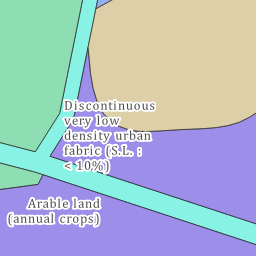 Discontinuous
very low
density urban
fabric (S.L. :
< 10%)
Arable land
(annual crops)